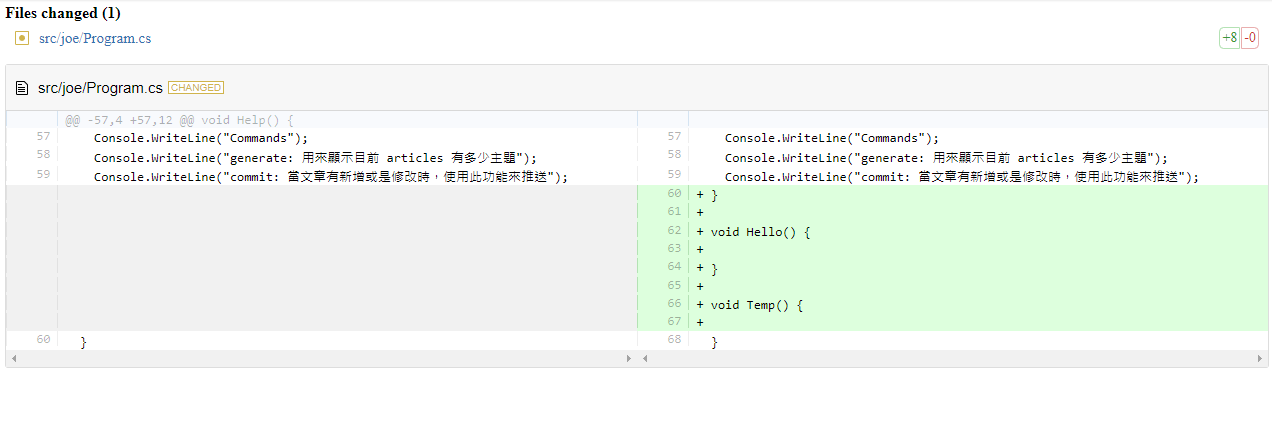 Files changed (1)
src/joe/Program.cs +8 -0
src/joe/Program.cs CHANGED
@@ -57,4 +57,12 @@ void Help() {
57 Console.WriteLine("Commands"); 57 Console.WriteLine("Commands");
58 Console.WriteLine("generate: 用來顯示目前 articles 有多少主題"); 58 Console.WriteLine("generate: 用來顯示目前 articles 有多少主題");
59 Console.WriteLine("commit: 當文章有新增或是修改時，使用此功能來推送"); 59 Console.WriteLine("commit: 當文章有新增或是修改時，使用此功能來推送");
60 + }
61 +
62 + void Hello() {
63 +
64 + }
65 +
66 + void Temp() {
67 +
60 } 68 }